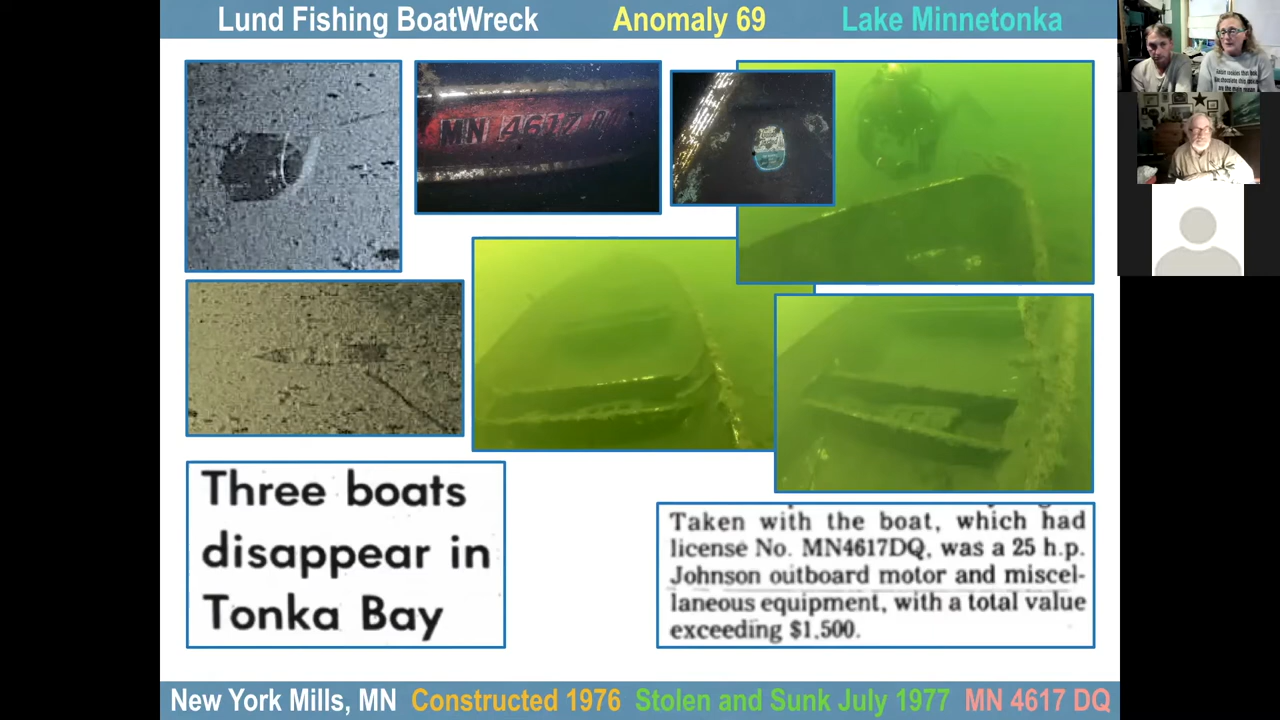 Lund Fishing BoatWreck Anomaly 69 Lake Minnetonka
MN 4617
Three boats
disappear in
Tonka Bay
Taken with the boat, which had
license No. MN4617DQ, was a 25 h.p.
Johnson outboard motor and miscel-
laneous equipment, with a total value
exceeding $1,500.
New York Mills, MN Constructed 1976 Stolen and Sunk July 1977 MN 4617 DQ